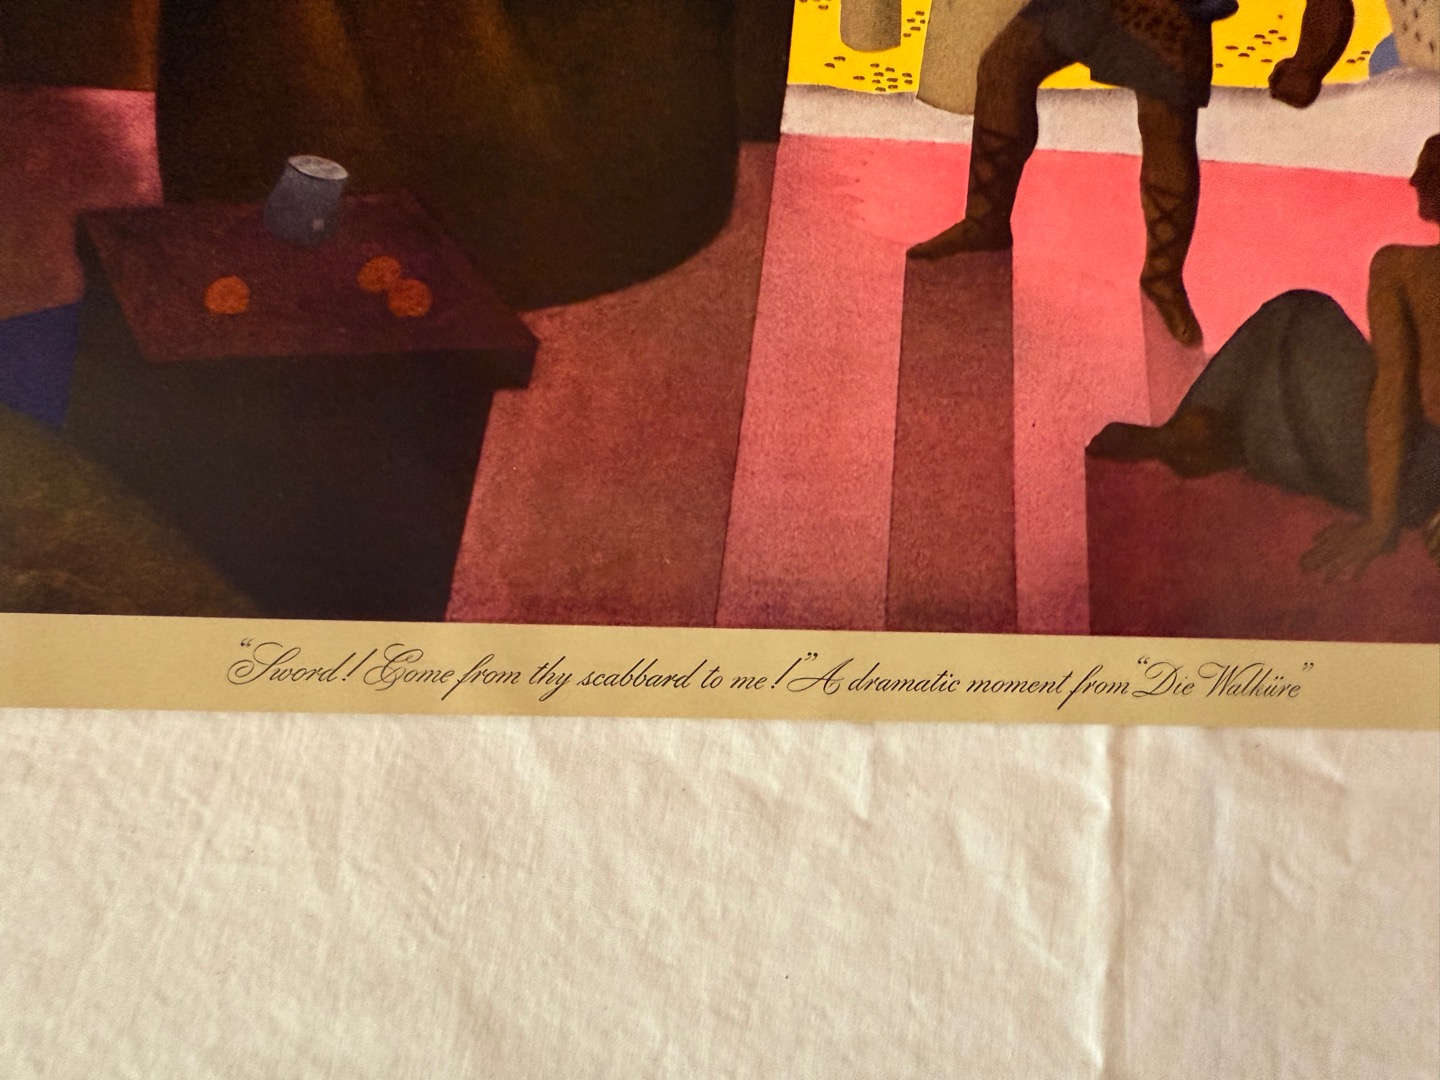 “Sword! Come from thy scabbard to me!” A dramatic moment from “Die Walküre”